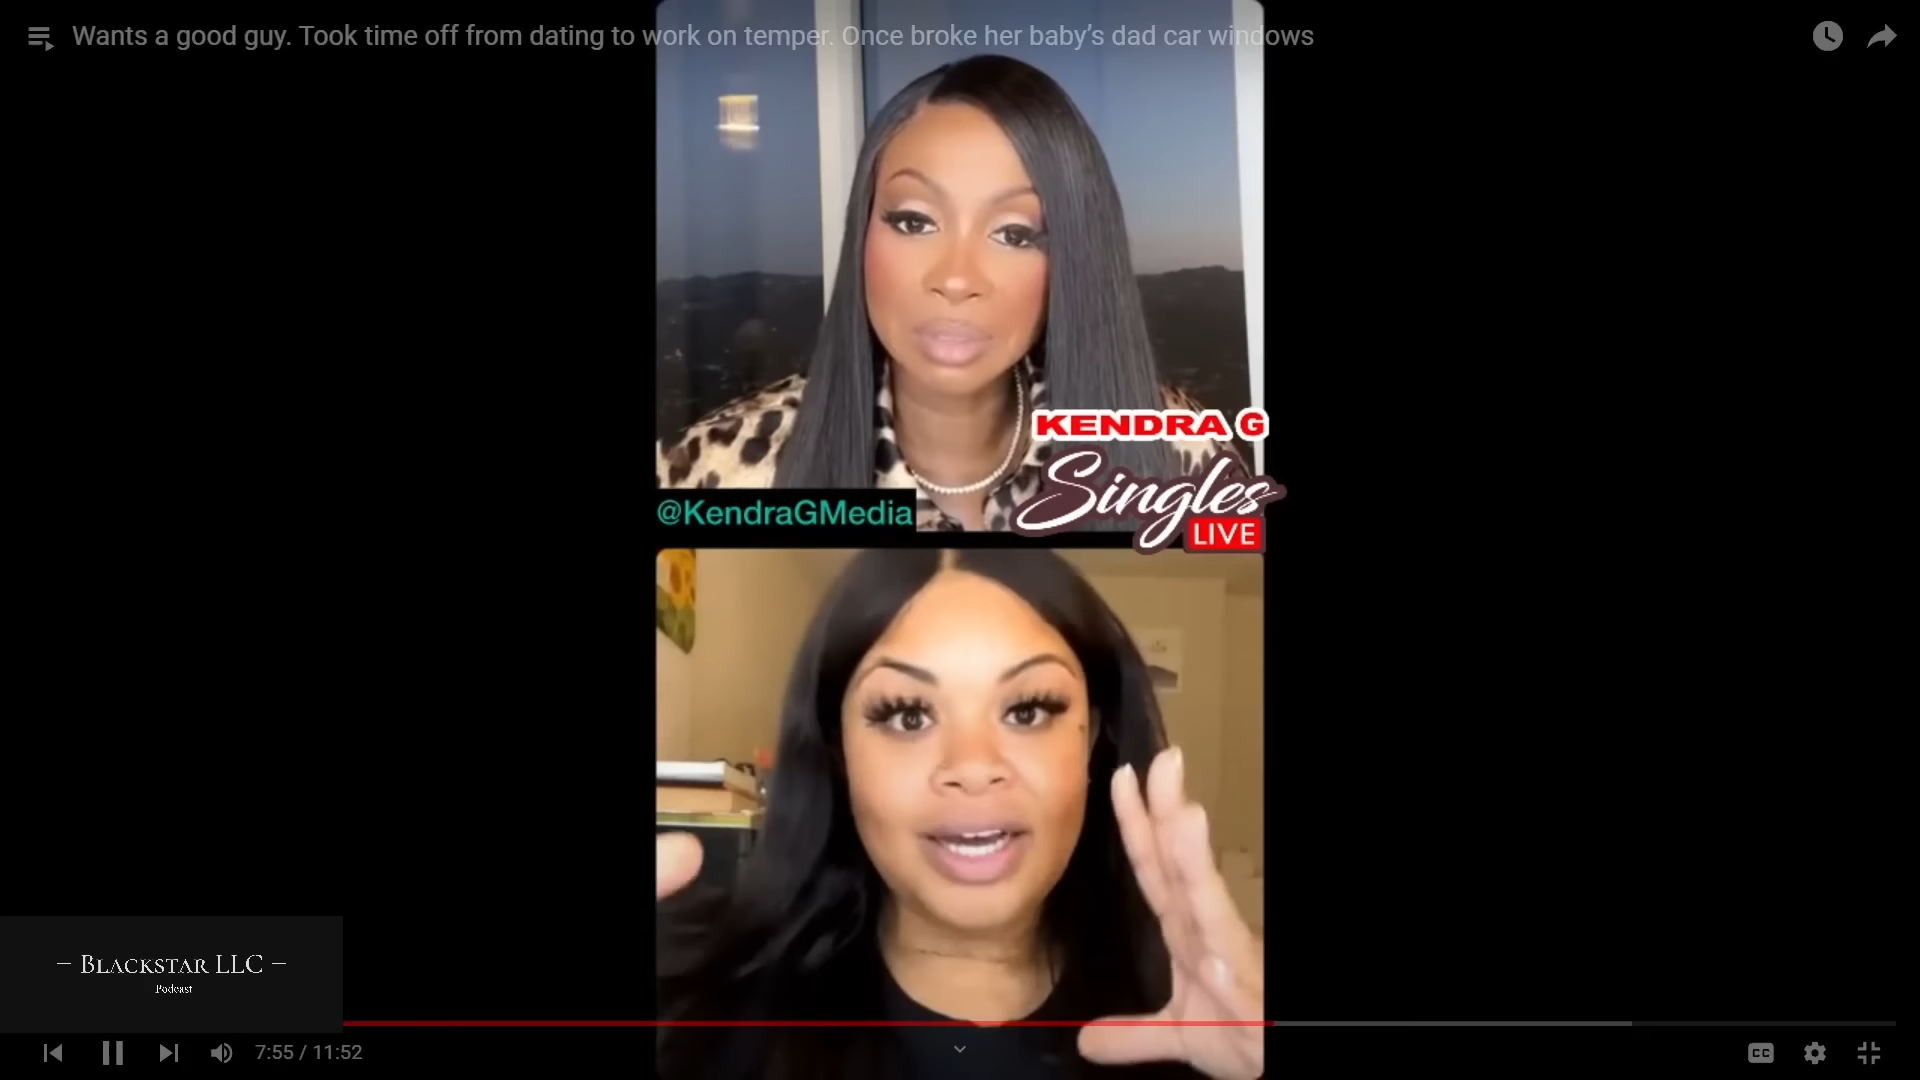 Wants a good guy. Took time off from dating to work on temper. Once broke her baby’s dad car windows
KENDRA G
Singles
LIVE
@KendraGMedia
– BLACKSTAR LLC –
Podcast
7:55 / 11:52
CC